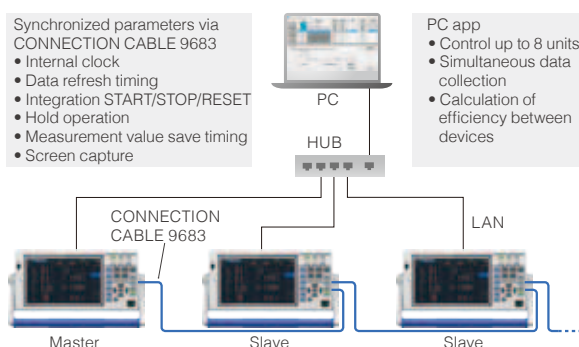 Synchronized parameters via
CONNECTION CABLE 9683
• Internal clock
• Data refresh timing
• Integration START/STOP/RESET
• Hold operation
• Measurement value save timing
• Screen capture
PC
PC app
• Control up to 8 units
• Simultaneous data
collection
• Calculation of
efficiency between
devices
HUB
CONNECTION
CABLE 9683
LAN
Master
Slave
Slave